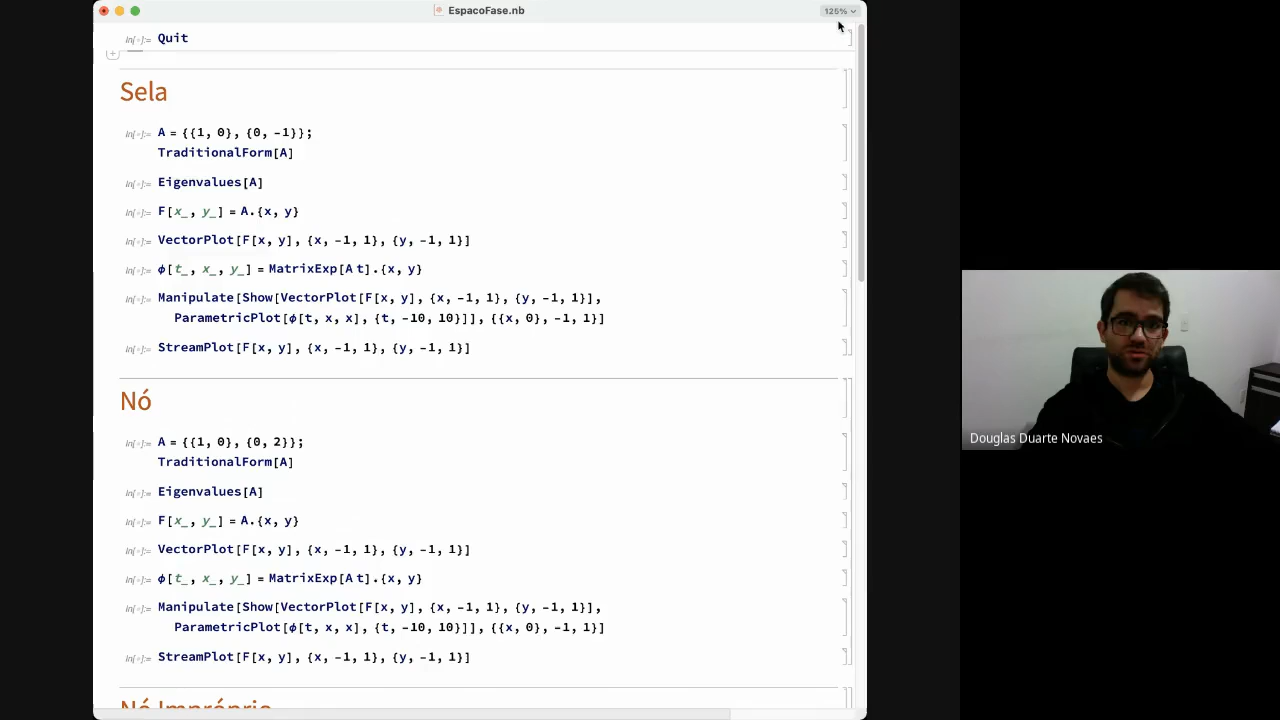 EspacoFase.nb
125%
In[◦]:= Quit
Sela
In[◦]:= A = {{1, 0}, {0, -1}};
TraditionalForm[A]
In[◦]:= Eigenvalues[A]
In[◦]:= F[x_, y_] = A.{x, y}
In[◦]:= VectorPlot[F[x, y], {x, -1, 1}, {y, -1, 1}]
In[◦]:= ϕ[t_, x_, y_] = MatrixExp[A t].{x, y}
In[◦]:= Manipulate[Show[VectorPlot[F[x, y], {x, -1, 1}, {y, -1, 1}],
ParametricPlot[ϕ[t, x, x], {t, -10, 10}]], {{x, 0}, -1, 1}]
In[◦]:= StreamPlot[F[x, y], {x, -1, 1}, {y, -1, 1}]
Nó
In[◦]:= A = {{1, 0}, {0, 2}};
TraditionalForm[A]
In[◦]:= Eigenvalues[A]
In[◦]:= F[x_, y_] = A.{x, y}
In[◦]:= VectorPlot[F[x, y], {x, -1, 1}, {y, -1, 1}]
In[◦]:= ϕ[t_, x_, y_] = MatrixExp[A t].{x, y}
In[◦]:= Manipulate[Show[VectorPlot[F[x, y], {x, -1, 1}, {y, -1, 1}],
ParametricPlot[ϕ[t, x, x], {t, -10, 10}]], {{x, 0}, -1, 1}]
In[◦]:= StreamPlot[F[x, y], {x, -1, 1}, {y, -1, 1}]
Nó Impróprio
Douglas Duarte Novaes